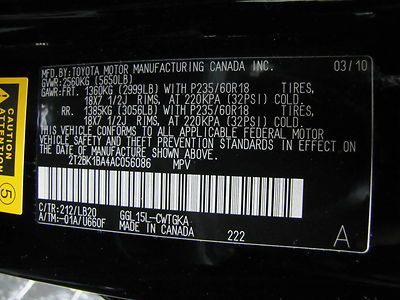 MFD.BY:TOYOTA MOTOR MANUFACTURING CANADA INC. 03/10
GVWR:2560KG (5650LB)
GAWR:FRT. 1360KG (2999LB) WITH P235/60R18 TIRES,
18X7 1/2J RIMS, AT 220KPA (32PSI) COLD.
RR. 1385KG (3056LB) WITH P235/60R18 TIRES,
18X7 1/2J RIMS, AT 220KPA (32PSI) COLD.
THIS VEHICLE CONFORMS TO ALL APPLICABLE FEDERAL MOTOR
VEHICLE SAFETY AND THEFT PREVENTION STANDARDS IN EFFECT ON THE
DATE OF MANUFACTURE SHOWN ABOVE.
2T2BK1BA4AC056086 MPV
C/TR:212/LB20 GGL15L-CWTGKA
A/TM:-01A/U660F MADE IN CANADA 222 A
CAUTION
ATTENTION
5